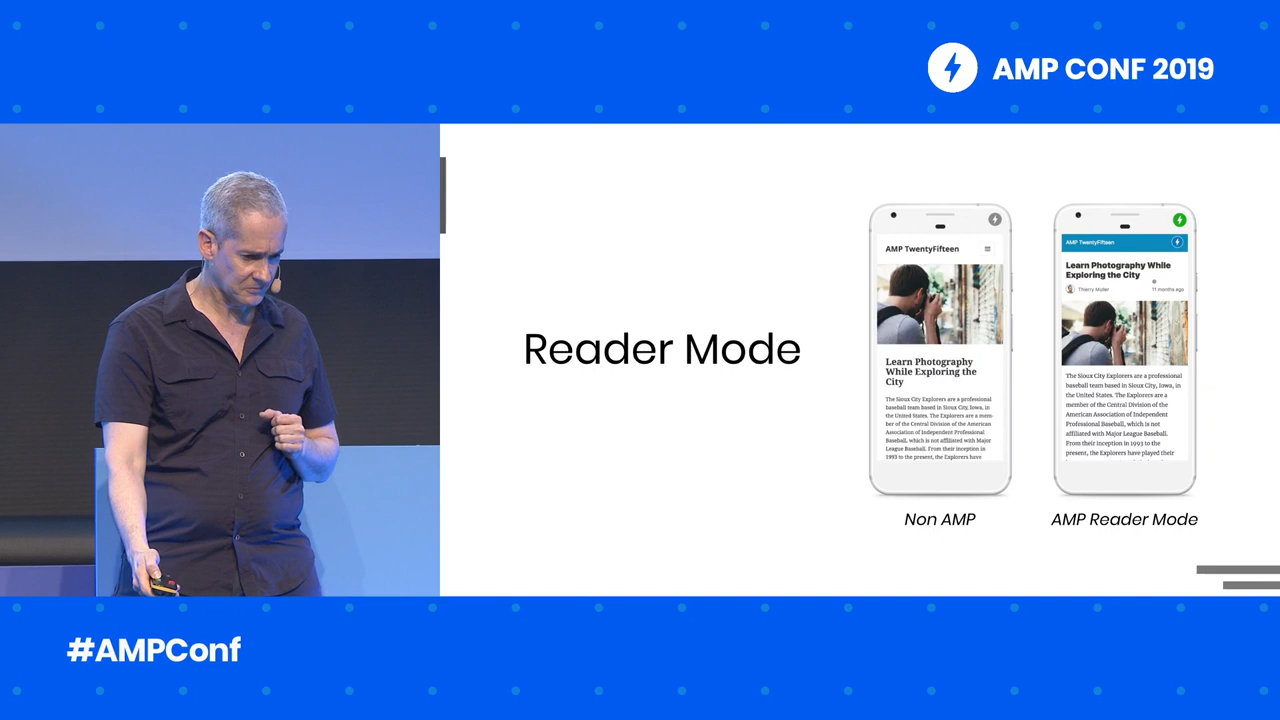 AMP CONF 2019
Reader Mode
AMP TwentyFifteen
Learn Photography
While Exploring the
City
The Sioux City Explorers are a professional
baseball team based in Sioux City, Iowa, in
the United States. The Explorers are a mem-
ber of the Central Division of the American
Association of Independent Professional
Baseball, which is not affiliated with Major
League Baseball. From their inception in
1993 to the present, the Explorers have
Non AMP
AMP TwentyFifteen
Learn Photography While
Exploring the City
Thierry Muller
11 months ago
The Sioux City Explorers are a professional
baseball team based in Sioux City, Iowa, in
the United States. The Explorers are a
member of the Central Division of the
American Association of Independent
Professional Baseball, which is not
affiliated with Major League Baseball.
From their inception in 1993 to the
present, the Explorers have played their
AMP Reader Mode
#AMPConf